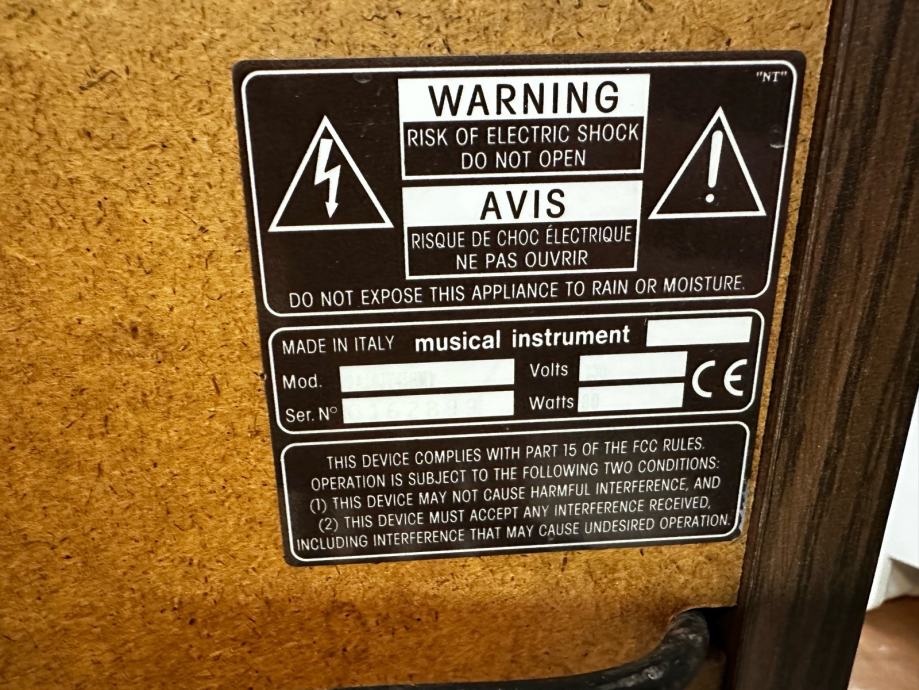 "NT"
WARNING
RISK OF ELECTRIC SHOCK
DO NOT OPEN
AVIS
RISQUE DE CHOC ÉLECTRIQUE
NE PAS OUVRIR
DO NOT EXPOSE THIS APPLIANCE TO RAIN OR MOISTURE.
MADE IN ITALY musical instrument
Mod. Volts
Ser. N° Watts
CE
THIS DEVICE COMPLIES WITH PART 15 OF THE FCC RULES.
OPERATION IS SUBJECT TO THE FOLLOWING TWO CONDITIONS:
(1) THIS DEVICE MAY NOT CAUSE HARMFUL INTERFERENCE, AND
(2) THIS DEVICE MUST ACCEPT ANY INTERFERENCE RECEIVED,
INCLUDING INTERFERENCE THAT MAY CAUSE UNDESIRED OPERATION.